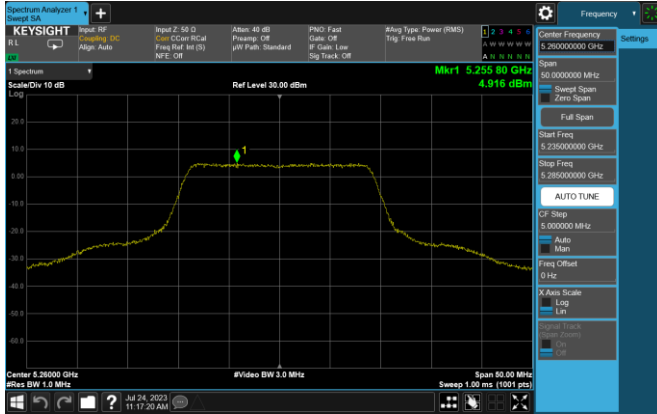 Spectrum Analyzer 1
Swept SA
+
Frequency
KEYSIGHT
RL
Input: RF
Coupling: DC
Align: Auto
Input Z: 50 Ω
Corr CCorr RCal
Freq Ref: Int (S)
NFE: Off
Atten: 40 dB
Preamp: Off
µW Path: Standard
PNO: Fast
Gate: Off
IF Gain: Low
Sig Track: Off
#Avg Type: Power (RMS)
Trig: Free Run
1 2 3 4 5 6
A W W W W W
A N N N N N
1 Spectrum
Scale/Div 10 dB
Log
Ref Level 30.00 dBm
Mkr1 5.255 80 GHz
4.916 dBm
20.0
10.0
0.00
-10.0
-20.0
-30.0
-40.0
-50.0
-60.0
1
Center 5.26000 GHz
#Res BW 1.0 MHz
#Video BW 3.0 MHz
Span 50.00 MHz
Sweep 1.00 ms (1001 pts)
Jul 24, 2023
11:17:20 AM
Center Frequency
5.260000000 GHz
Span
50.0000000 MHz
Swept Span
Zero Span
Full Span
Start Freq
5.235000000 GHz
Stop Freq
5.285000000 GHz
AUTO TUNE
CF Step
5.000000 MHz
Auto
Man
Freq Offset
0 Hz
X Axis Scale
Log
Lin
Signal Track
(Span Zoom)
On
Off
Settings